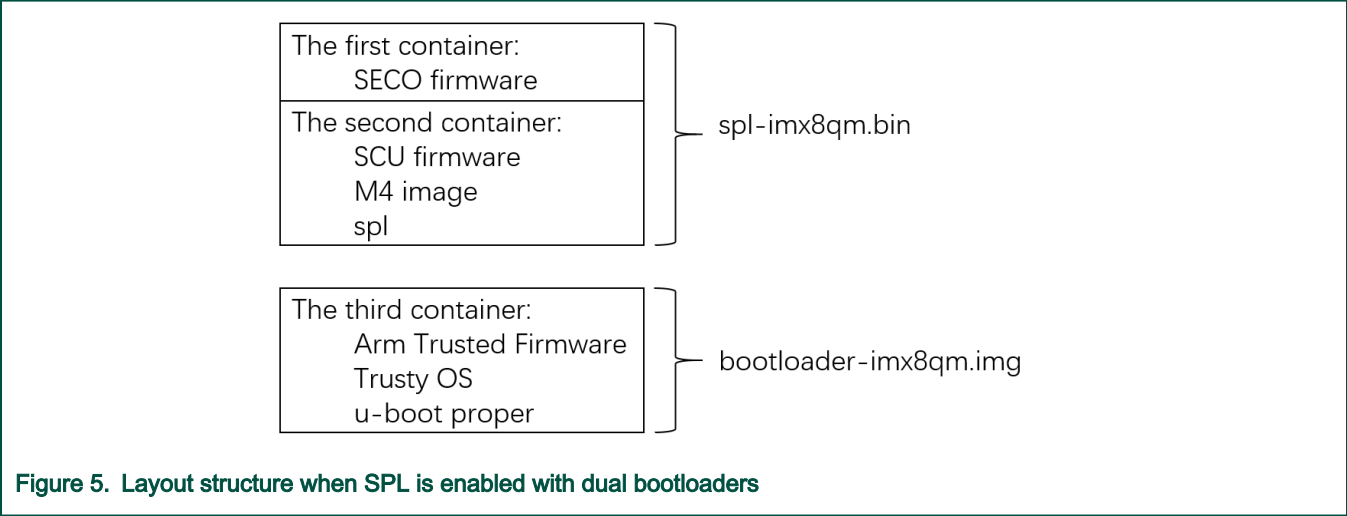 The first container:
SECO firmware
The second container:
SCU firmware
M4 image
spl
spl-imx8qm.bin
The third container:
Arm Trusted Firmware
Trusty OS
u-boot proper
bootloader-imx8qm.img
Figure 5. Layout structure when SPL is enabled with dual bootloaders